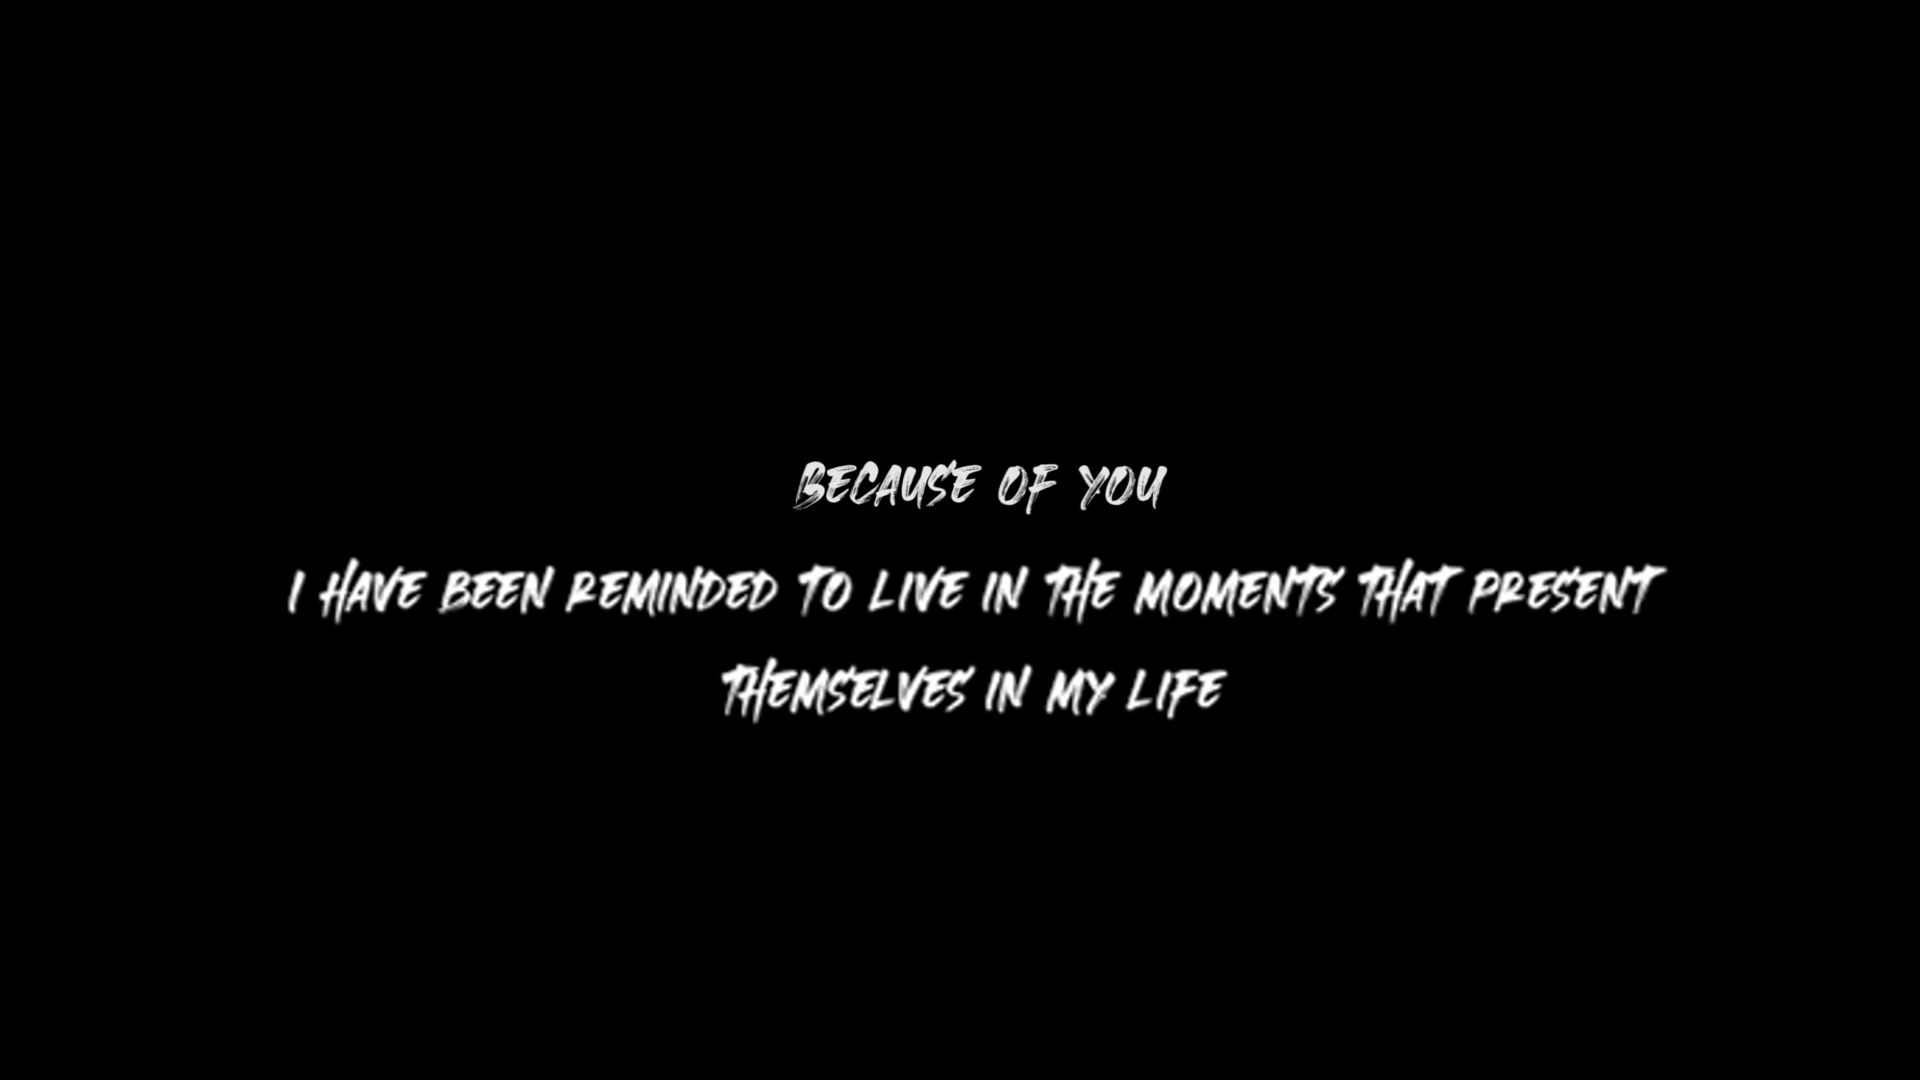 BECAUSE OF YOU
I HAVE BEEN REMINDED TO LIVE IN THE MOMENTS THAT PRESENT
THEMSELVES IN MY LIFE